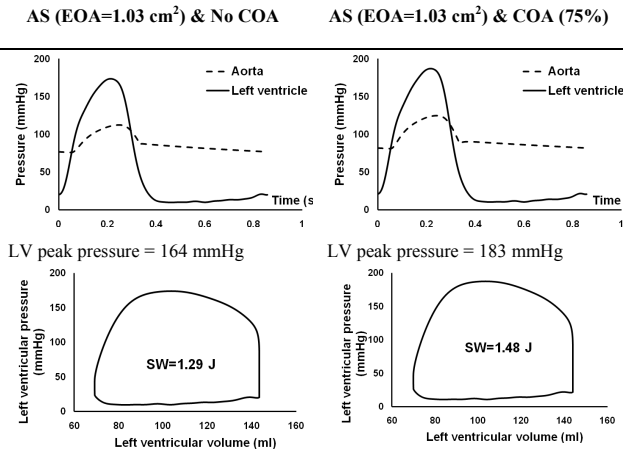 AS (EOA=1.03 cm²) & No COA
AS (EOA=1.03 cm²) & COA (75%)
Pressure (mmHg)
200
150
100
50
0
Aorta
Left ventricle
Time (s
0
0.2
0.4
0.6
0.8
1
Pressure (mmHg)
200
150
100
50
0
Aorta
Left ventricle
Time
0
0.2
0.4
0.6
0.8
1
LV peak pressure = 164 mmHg
LV peak pressure = 183 mmHg
Left ventricular pressure
(mmHg)
200
150
100
50
0
SW=1.29 J
60
80
100
120
140
160
Left ventricular volume (ml)
Left ventricular pressure
(mmHg)
200
150
100
50
0
SW=1.48 J
60
80
100
120
140
160
Left ventricular volume (ml)